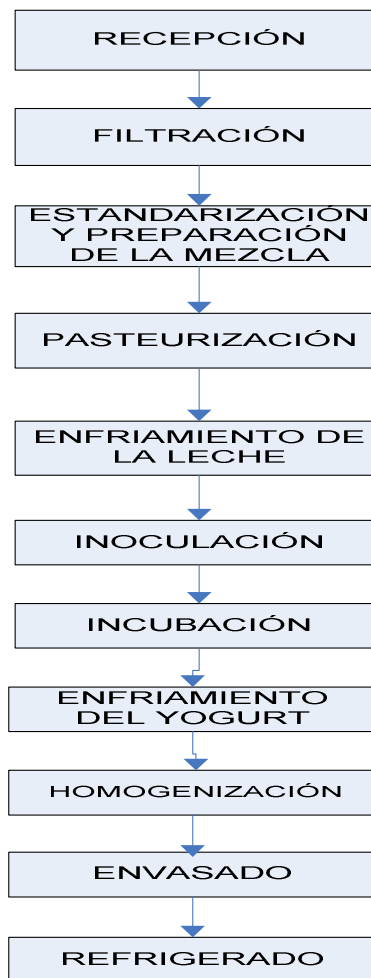 RECEPCIÓN
FILTRACIÓN
ESTANDARIZACIÓN
Y PREPARACIÓN
DE LA MEZCLA
PASTEURIZACIÓN
ENFRIAMIENTO DE
LA LECHE
INOCULACIÓN
INCUBACIÓN
ENFRIAMIENTO
DEL YOGURT
HOMOGENIZACIÓN
ENVASADO
REFRIGERADO